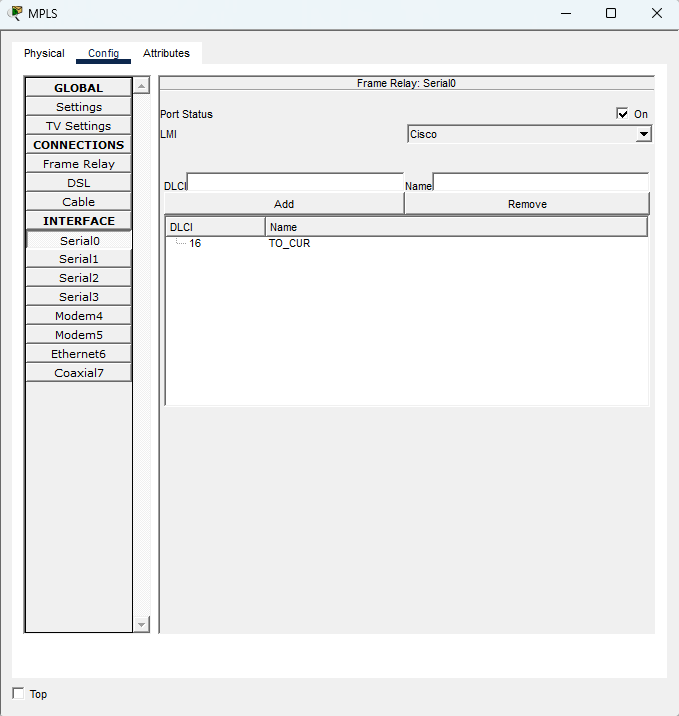 MPLS
Physical Config Attributes
GLOBAL
Settings
TV Settings
CONNECTIONS
Frame Relay
DSL
Cable
INTERFACE
Serial0
Serial1
Serial2
Serial3
Modem4
Modem5
Ethernet6
Coaxial7
Frame Relay: Serial0
Port Status On
LMI Cisco
DLCI Name
Add Remove
DLCI Name
16 TO_CUR
Top